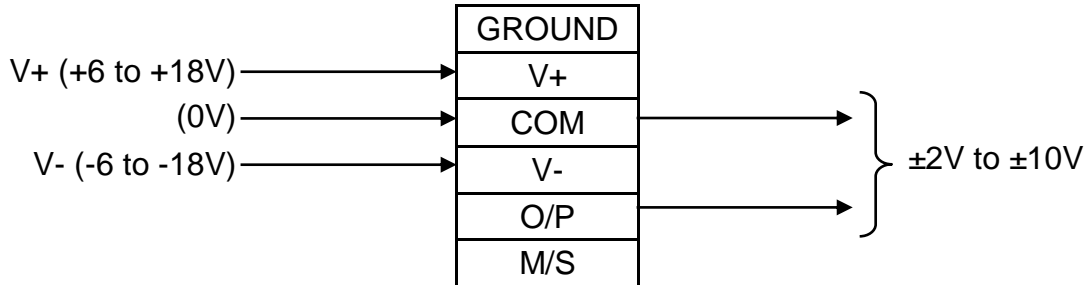 GROUND
V+ (+6 to +18V)
V+
(0V)
COM
V- (-6 to -18V)
V-
±2V to ±10V
O/P
M/S